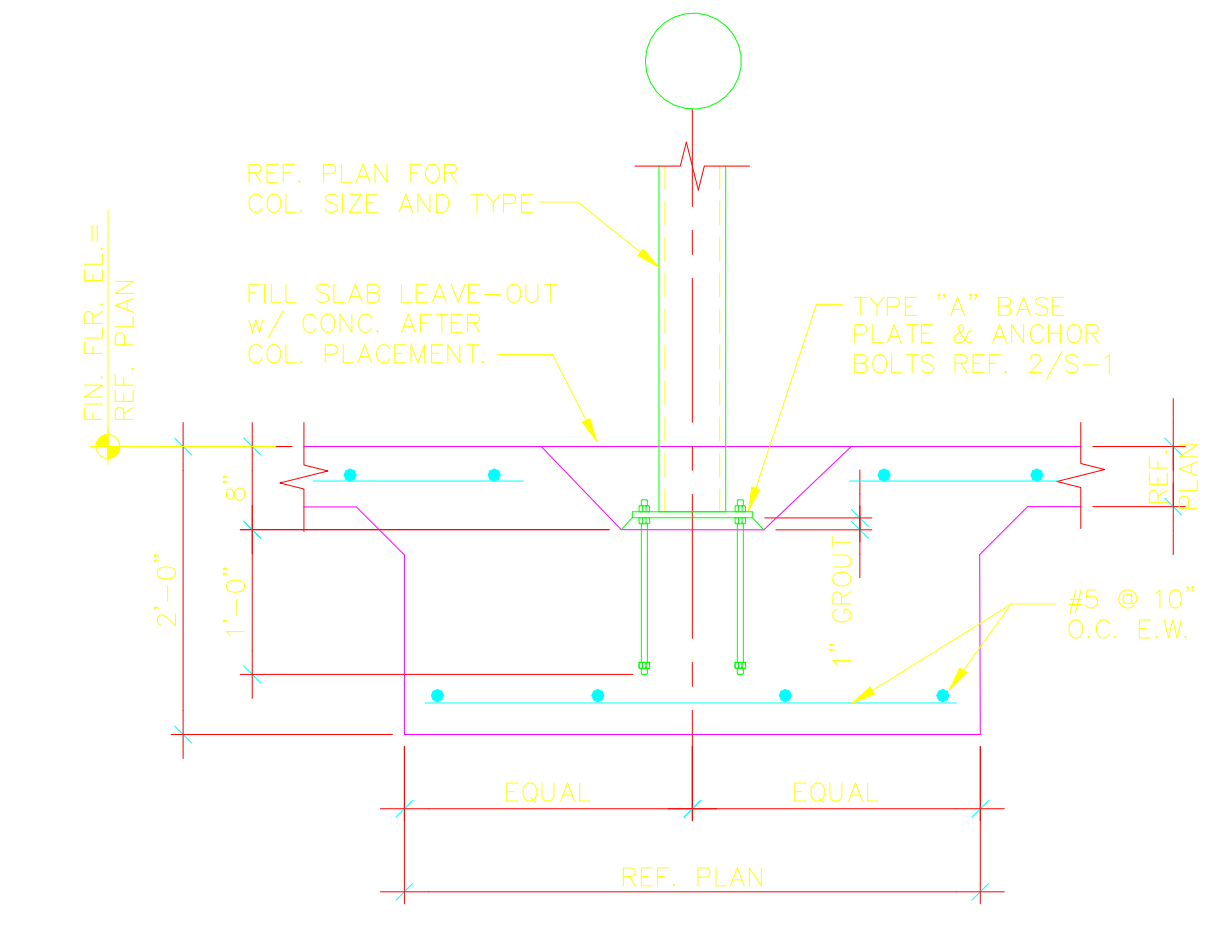 REF. PLAN FOR
COL. SIZE AND TYPE
FIN. FLR. EL.=
REF. PLAN
FILL SLAB LEAVE-OUT
w/ CONC. AFTER
COL. PLACEMENT.
TYPE "A" BASE
PLATE & ANCHOR
BOLTS REF. 2/S-1
8"
REF.
PLAN
2'-0"
1'-0"
1" GROUT
#5 @ 10"
O.C. E.W.
EQUAL
EQUAL
REF. PLAN